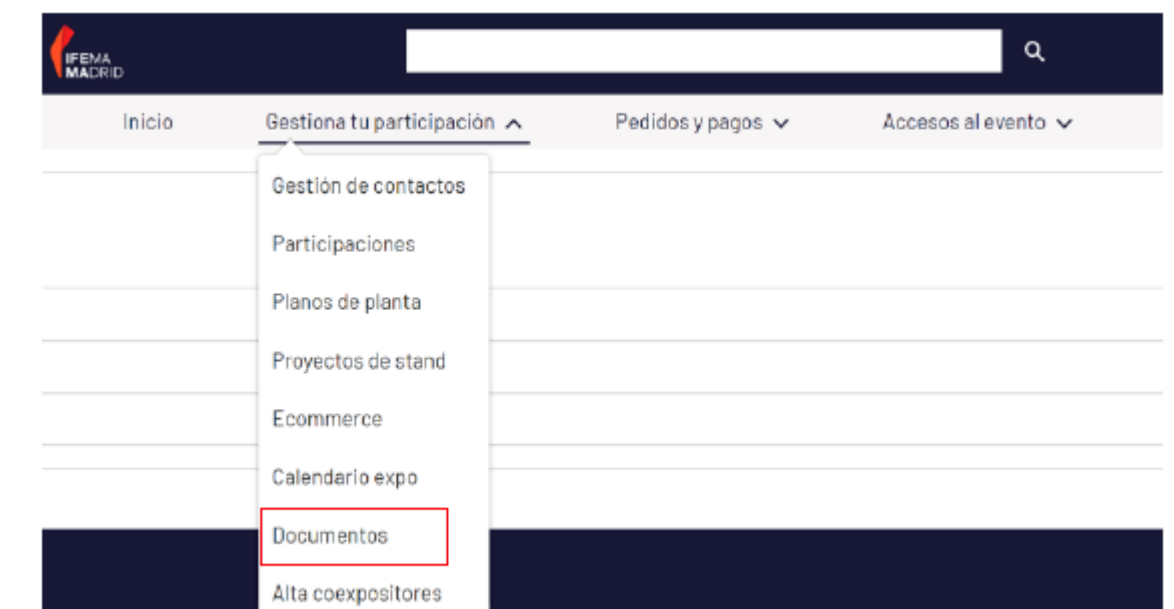 IFEMA
MADRID
Inicio
Gestiona tu participación
Pedidos y pagos
Accesos al evento
Gestión de contactos
Participaciones
Planos de planta
Proyectos de stand
Ecommerce
Calendario expo
Documentos
Alta coexpositores